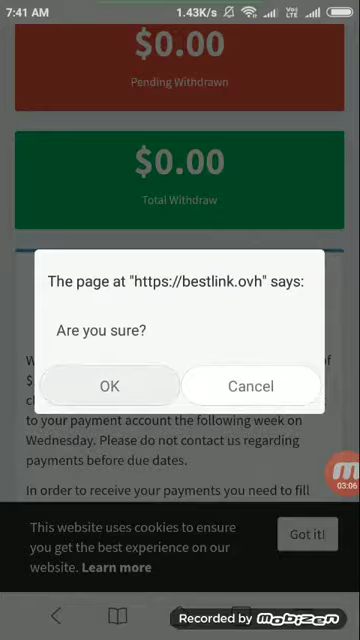 7:41 AM 1.43K/s VoJ LTE
$0.00
Pending Withdrawn
$0.00
Total Withdraw
The page at "https://bestlink.ovh" says:
Are you sure?
OK Cancel
to your payment account the following week on
Wednesday. Please do not contact us regarding
payments before due dates.
In order to receive your payments you need to fill
This website uses cookies to ensure
you get the best experience on our
website. Learn more
Got it!
03:06
Recorded by MOBIZEN